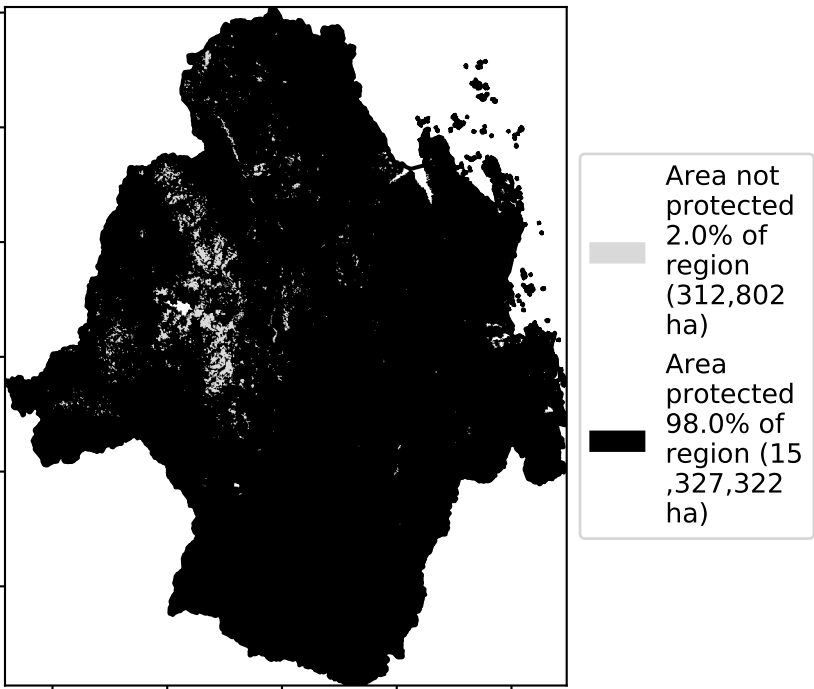 Area not
protected
2.0% of
region
(312,802
ha)
Area
protected
98.0% of
region (15
,327,322
ha)